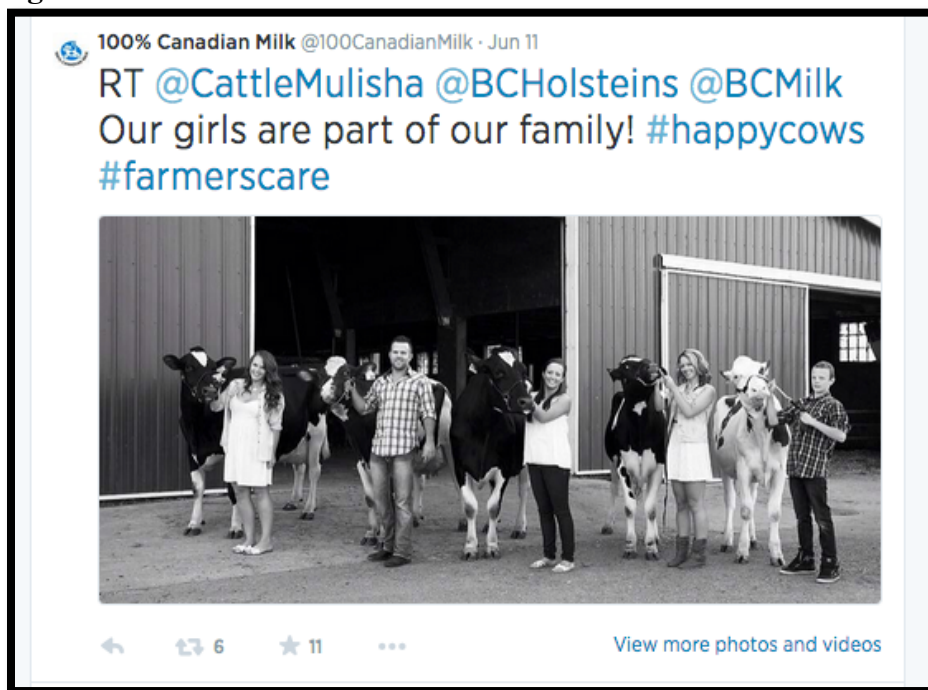 100% Canadian Milk @100CanadianMilk · Jun 11
RT @CattleMulisha @BCHolsteins @BCMilk
Our girls are part of our family! #happycows
#farmerscare
6 11 View more photos and videos